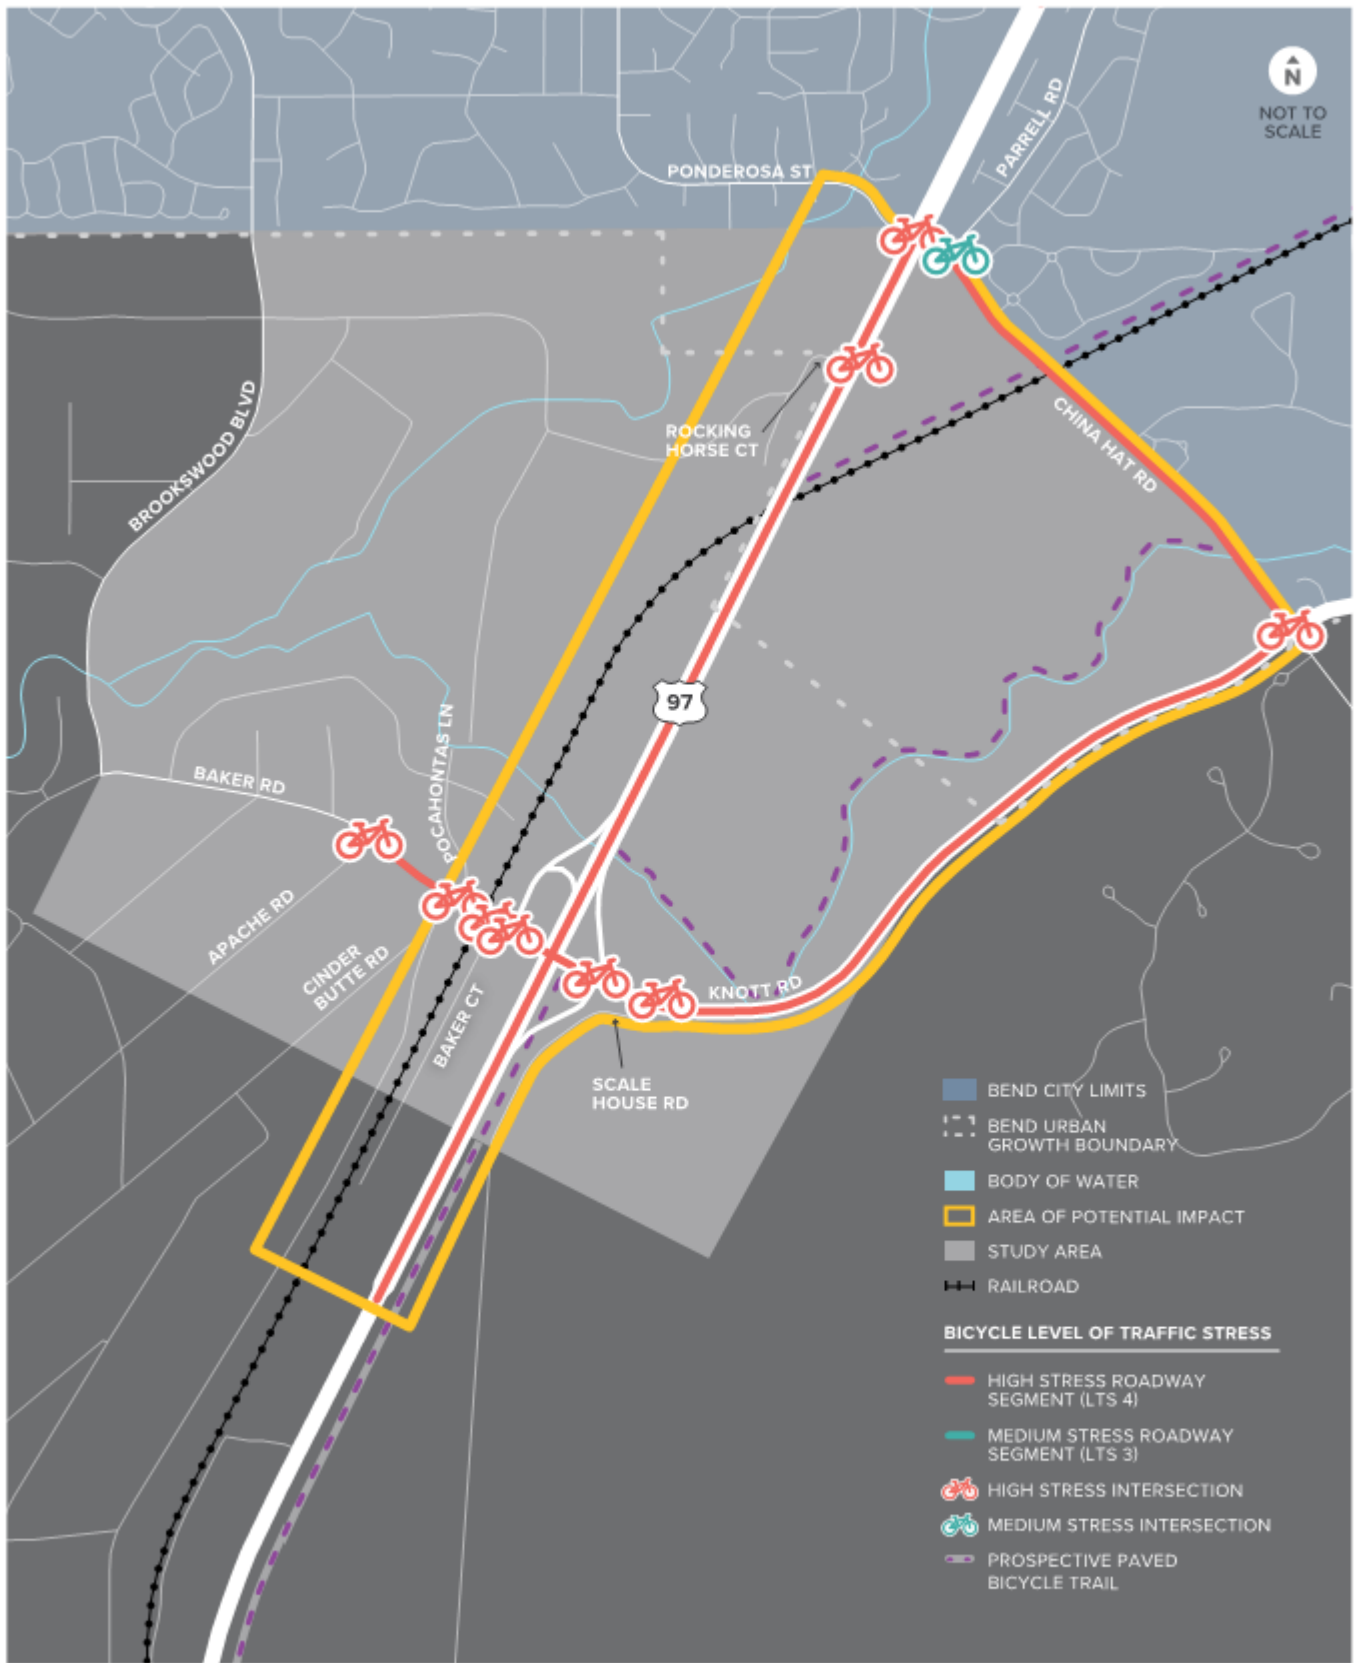 N
NOT TO
SCALE
PARRELL RD
PONDEROSA ST
BROOKSWOOD BLVD
ROCKING
HORSE CT
CHINA HAT RD
97
POCAHONTAS LN
BAKER RD
APACHE RD
CINDER
BUTTE RD
BAKER CT
KNOTT RD
SCALE
HOUSE RD
BEND CITY LIMITS
BEND URBAN
GROWTH BOUNDARY
BODY OF WATER
AREA OF POTENTIAL IMPACT
STUDY AREA
RAILROAD
BICYCLE LEVEL OF TRAFFIC STRESS
HIGH STRESS ROADWAY
SEGMENT (LTS 4)
MEDIUM STRESS ROADWAY
SEGMENT (LTS 3)
HIGH STRESS INTERSECTION
MEDIUM STRESS INTERSECTION
PROSPECTIVE PAVED
BICYCLE TRAIL